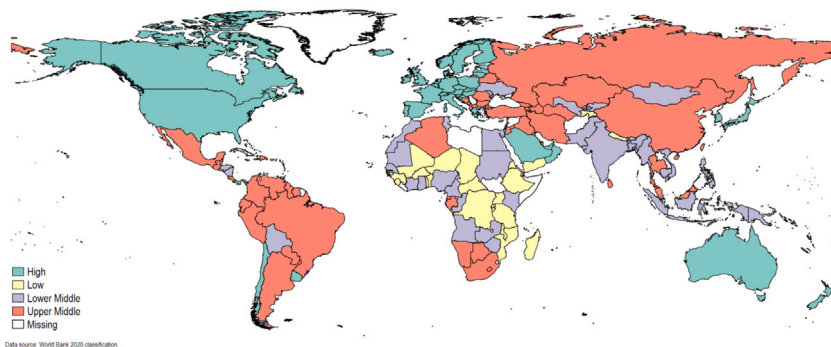 High
Low
Lower Middle
Upper Middle
Missing
Data source: World Bank 2020 classification.